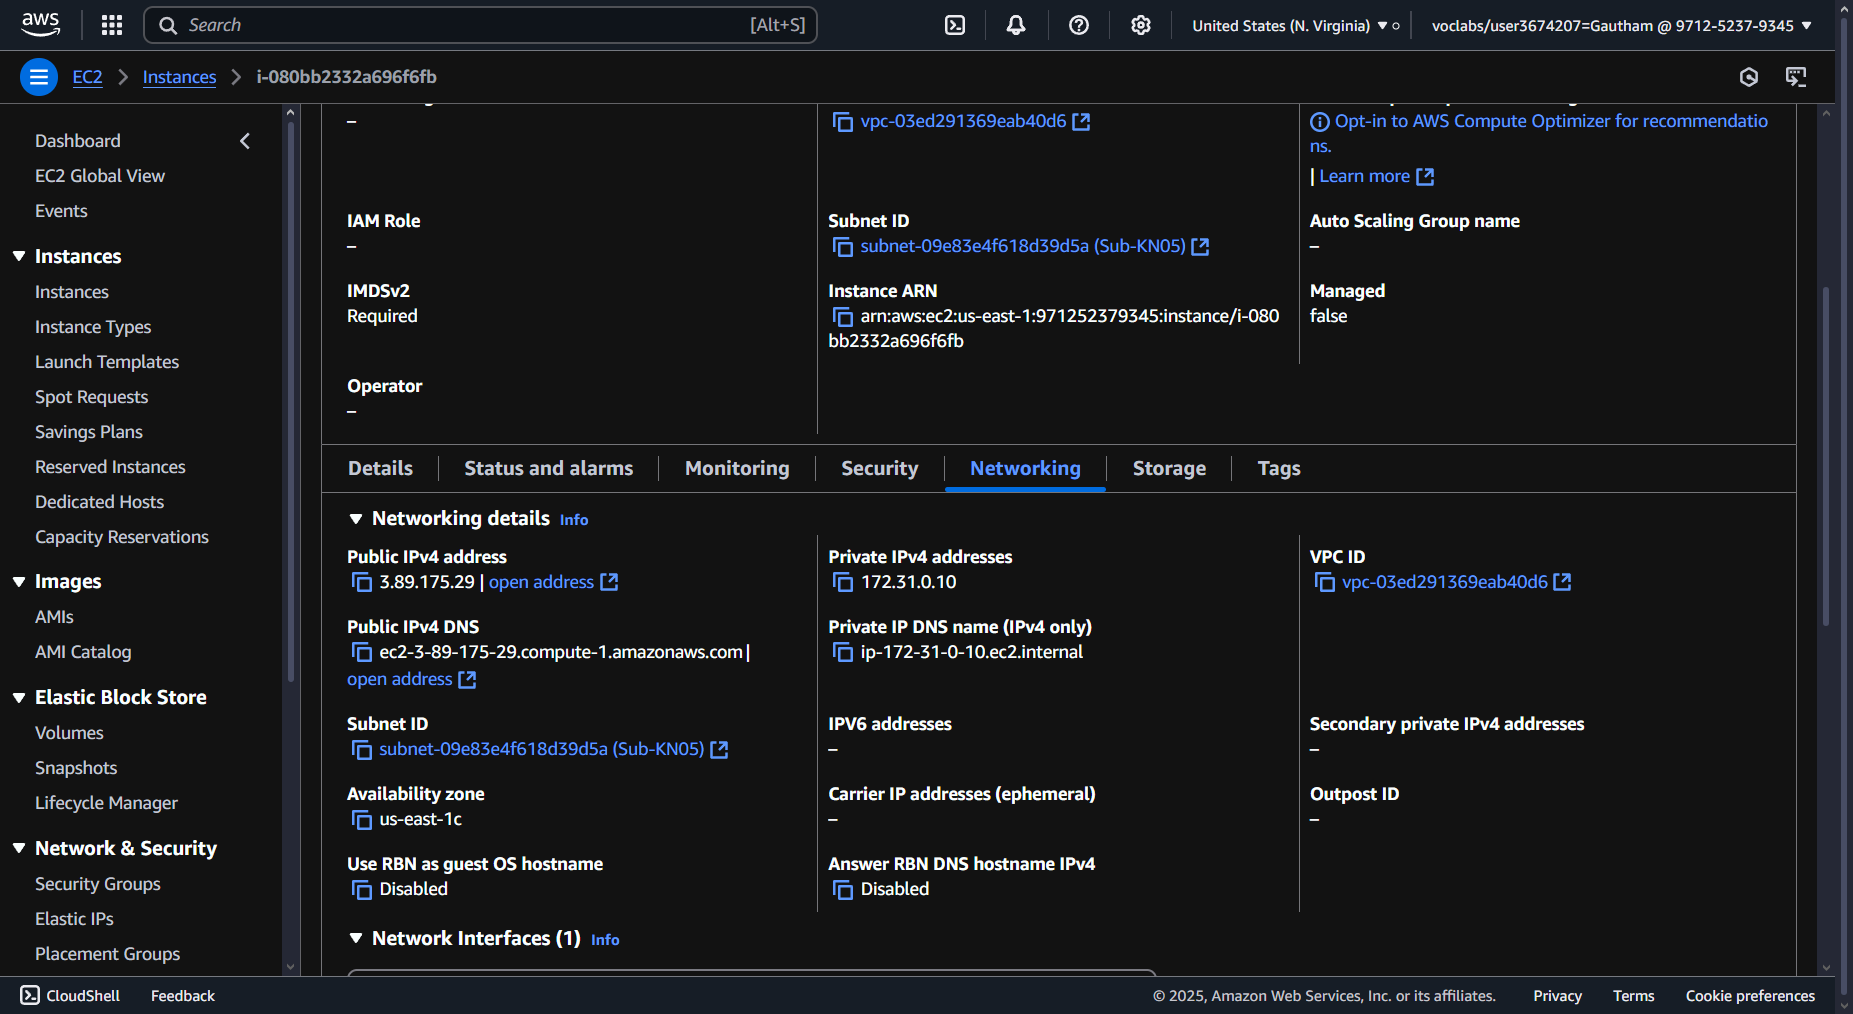 aws
Search [Alt+S]
United States (N. Virginia)
voclabs/user3674207=Gautham @ 9712-5237-9345
EC2
Instances
i-080bb2332a696f6fb
Dashboard
EC2 Global View
Events
Instances
Instances
Instance Types
Launch Templates
Spot Requests
Savings Plans
Reserved Instances
Dedicated Hosts
Capacity Reservations
Images
AMIs
AMI Catalog
Elastic Block Store
Volumes
Snapshots
Lifecycle Manager
Network & Security
Security Groups
Elastic IPs
Placement Groups
–
vpc-03ed291369eab40d6
Opt-in to AWS Compute Optimizer for recommendatio
ns.
| Learn more
IAM Role
–
Subnet ID
subnet-09e83e4f618d39d5a (Sub-KN05)
Auto Scaling Group name
–
IMDSv2
Required
Instance ARN
arn:aws:ec2:us-east-1:971252379345:instance/i-080
bb2332a696f6fb
Managed
false
Operator
–
Details
Status and alarms
Monitoring
Security
Networking
Storage
Tags
Networking details Info
Public IPv4 address
3.89.175.29 | open address
Private IPv4 addresses
172.31.0.10
VPC ID
vpc-03ed291369eab40d6
Public IPv4 DNS
ec2-3-89-175-29.compute-1.amazonaws.com |
open address
Private IP DNS name (IPv4 only)
ip-172-31-0-10.ec2.internal
Subnet ID
subnet-09e83e4f618d39d5a (Sub-KN05)
IPV6 addresses
–
Secondary private IPv4 addresses
–
Availability zone
us-east-1c
Carrier IP addresses (ephemeral)
–
Outpost ID
–
Use RBN as guest OS hostname
Disabled
Answer RBN DNS hostname IPv4
Disabled
Network Interfaces (1) Info
CloudShell
Feedback
© 2025, Amazon Web Services, Inc. or its affiliates.
Privacy
Terms
Cookie preferences